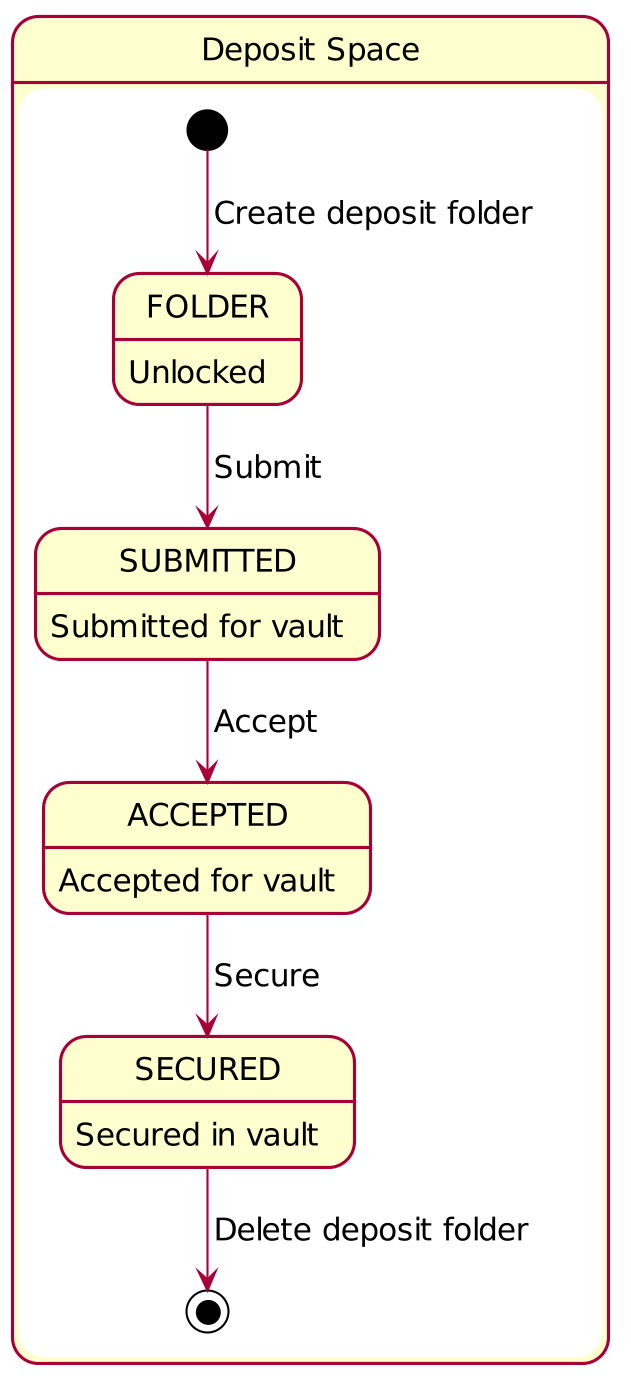 Deposit Space
Create deposit folder
FOLDER
Unlocked
Submit
SUBMITTED
Submitted for vault
Accept
ACCEPTED
Accepted for vault
Secure
SECURED
Secured in vault
Delete deposit folder